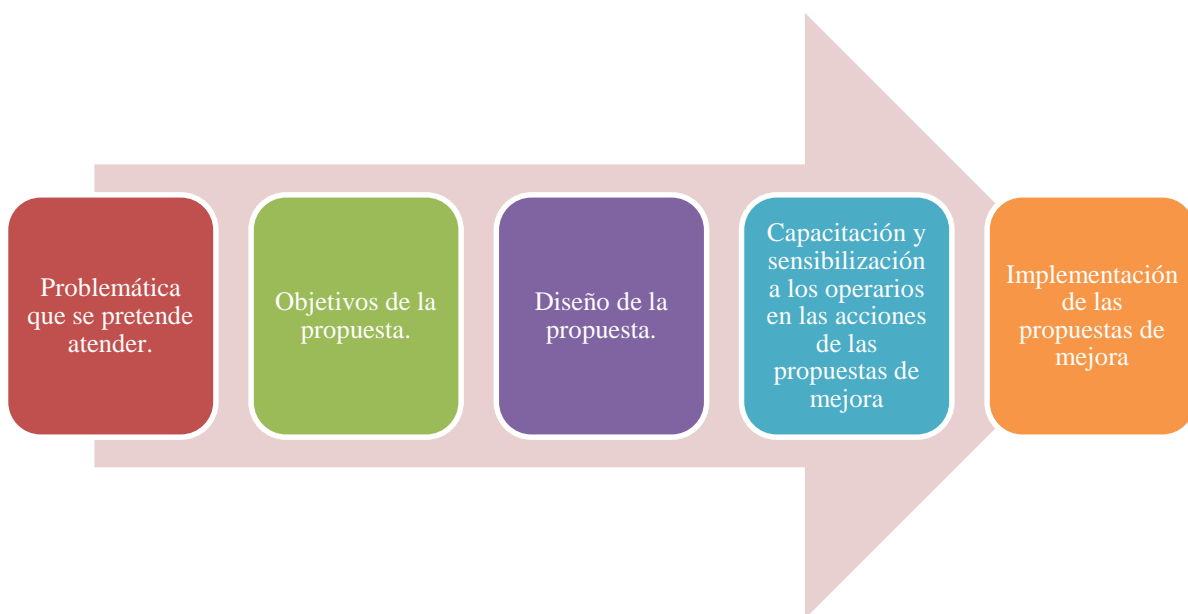 Problemática
que se pretende
atender.
Objetivos de la
propuesta.
Diseño de la
propuesta.
Capacitación y
sensibilización
a los operarios
en las acciones
de las
propuestas de
mejora
Implementación
de las
propuestas de
mejora